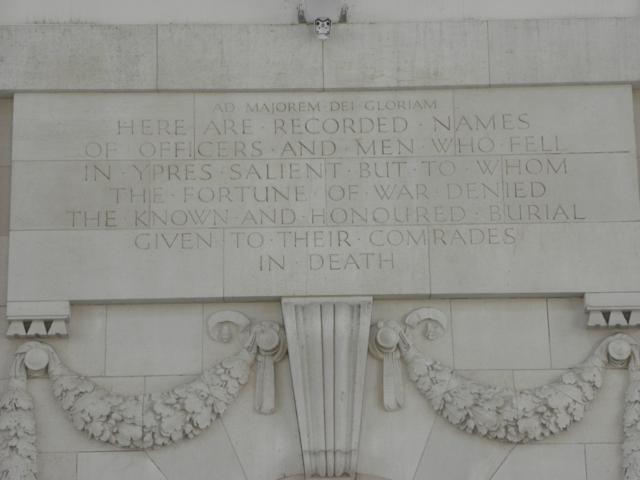 AD MAJOREM DEI GLORIAM
HERE · ARE · RECORDED · NAMES
OF · OFFICERS · AND · MEN · WHO · FELL
IN · YPRES · SALIENT · BUT · TO · WHOM
THE · FORTUNE · OF · WAR · DENIED
THE · KNOWN · AND · HONOURED · BURIAL
GIVEN · TO · THEIR · COMRADES
IN · DEATH